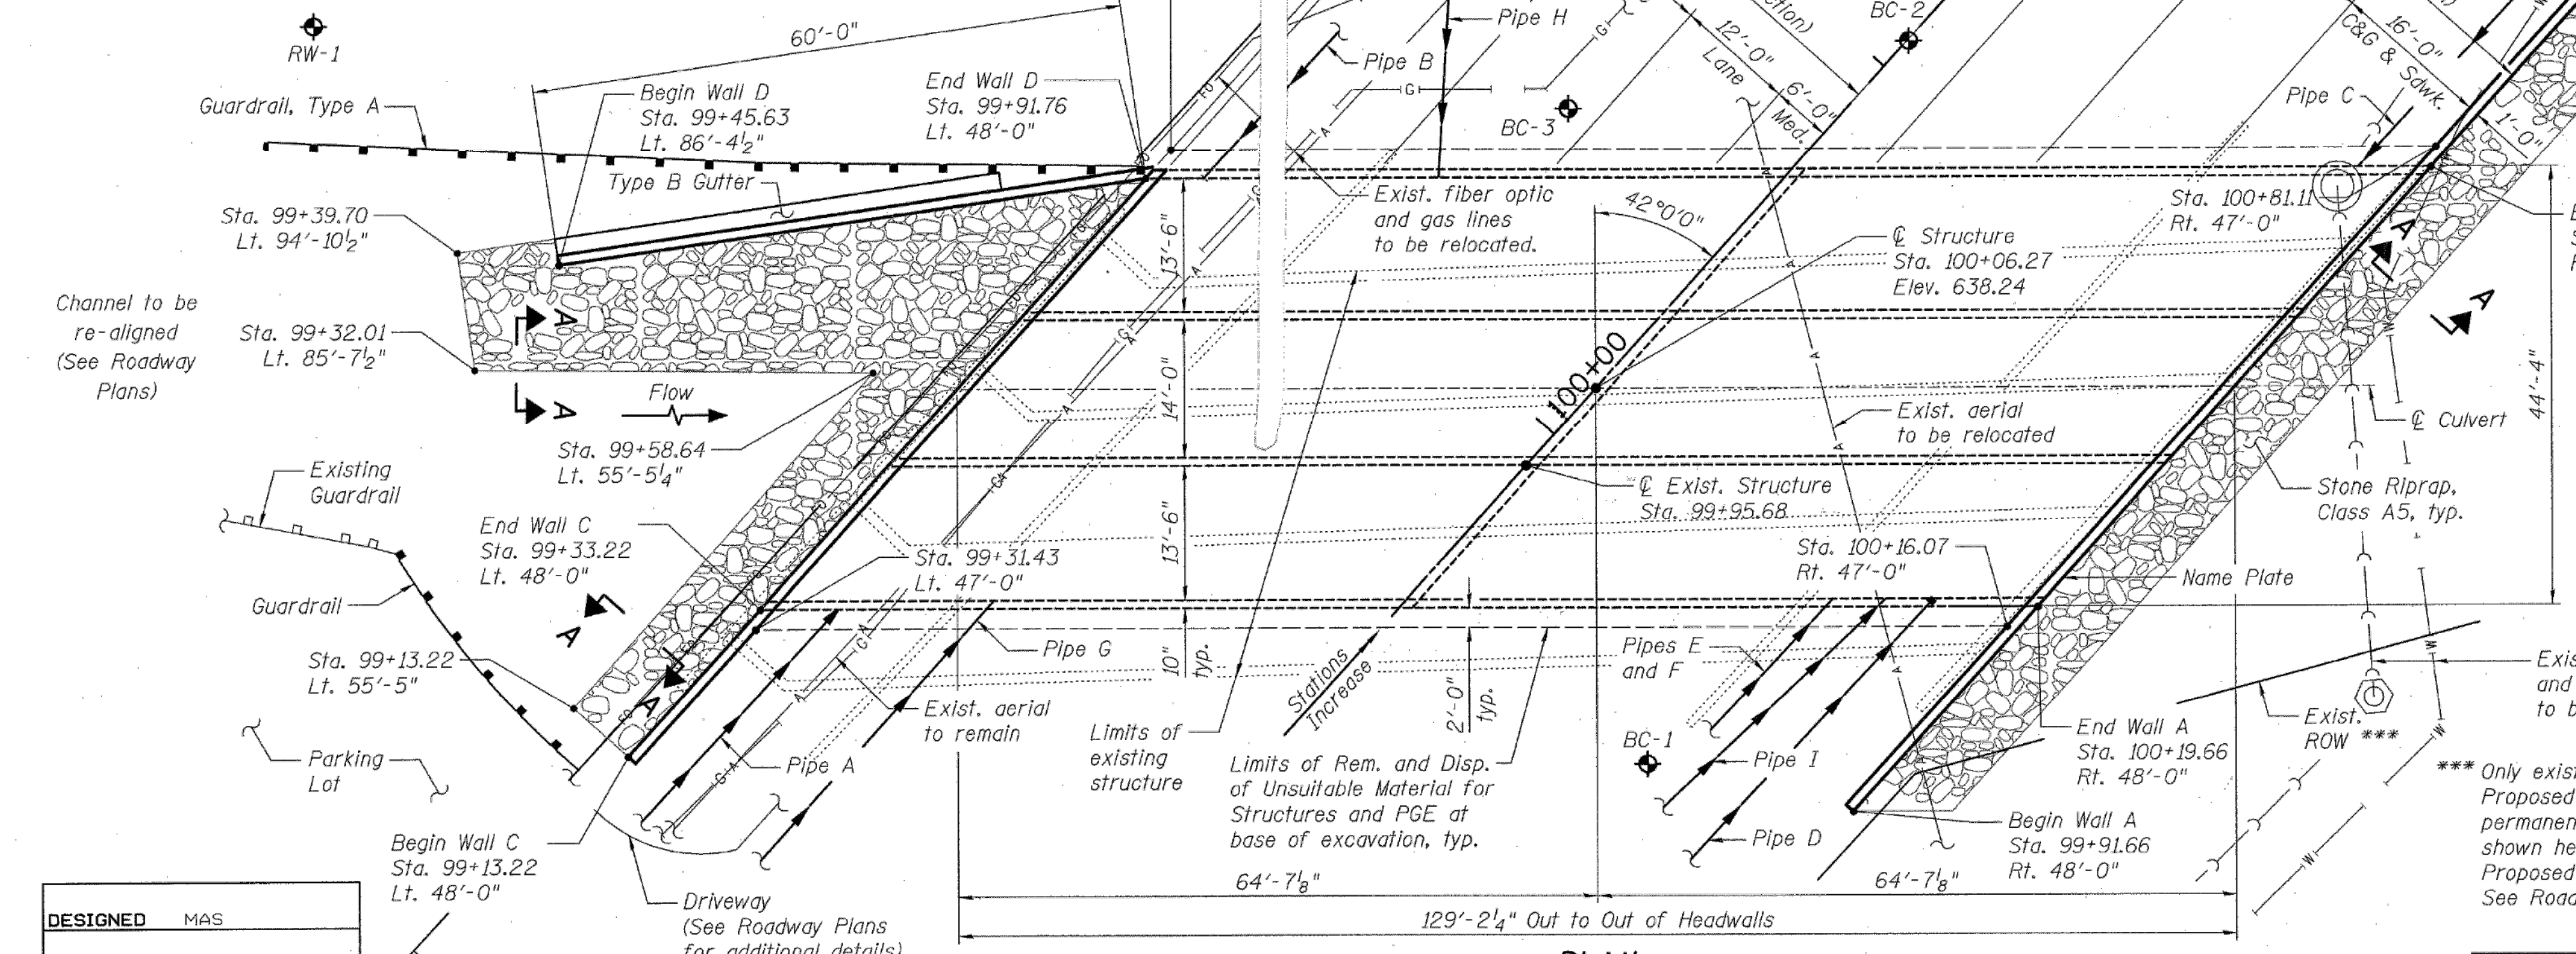 RW-1
60'-0"
Guardrail, Type A
Begin Wall D
Sta. 99+45.63
Lt. 86'-4½"
End Wall D
Sta. 99+91.76
Lt. 48'-0"
Type B Gutter
Pipe H
Pipe B
BC-3
12'-0"
Lane
6'-0"
Med.
BC-2
16'-0"
C&G & Sdwk.
1'-0"
Pipe C
Sta. 99+39.70
Lt. 94'-10½"
Channel to be
re-aligned
(See Roadway
Plans)
Sta. 99+32.01
Lt. 85'-7½"
A
A
Flow
Sta. 99+58.64
Lt. 55'-5¼"
Exist. fiber optic
and gas lines
to be relocated.
42°0'0"
℄ Structure
Sta. 100+06.27
Elev. 638.24
Sta. 100+81.11
Rt. 47'-0"
A
A
13'-6"
14'-0"
13'-6"
10"
typ.
100+00
℄ Exist. Structure
Sta. 99+95.68
Exist. aerial
to be relocated
℄ Culvert
44'-4"
Stone Riprap,
Class A5, typ.
Existing
Guardrail
Guardrail
End Wall C
Sta. 99+33.22
Lt. 48'-0"
Sta. 99+31.43
Lt. 47'-0"
Sta. 100+16.07
Rt. 47'-0"
Name Plate
A
A
Sta. 99+13.22
Lt. 55'-5"
Parking
Lot
Pipe G
Exist. aerial
to remain
Pipe A
Limits of
existing
structure
Stations
Increase
2'-0"
typ.
Limits of Rem. and Disp.
of Unsuitable Material for
Structures and PGE at
base of excavation, typ.
Pipes E
and F
BC-1
Pipe I
Pipe D
End Wall A
Sta. 100+19.66
Rt. 48'-0"
Begin Wall A
Sta. 99+91.66
Rt. 48'-0"
Exist.
ROW ***
and
*** Only exist
Proposed
permanen
shown he
Proposed
See Road
Begin Wall C
Sta. 99+13.22
Lt. 48'-0"
Driveway
(See Roadway Plans
for additional details)
64'-7⅛"
64'-7⅛"
129'-2¼" Out to Out of Headwalls
DESIGNED MAS